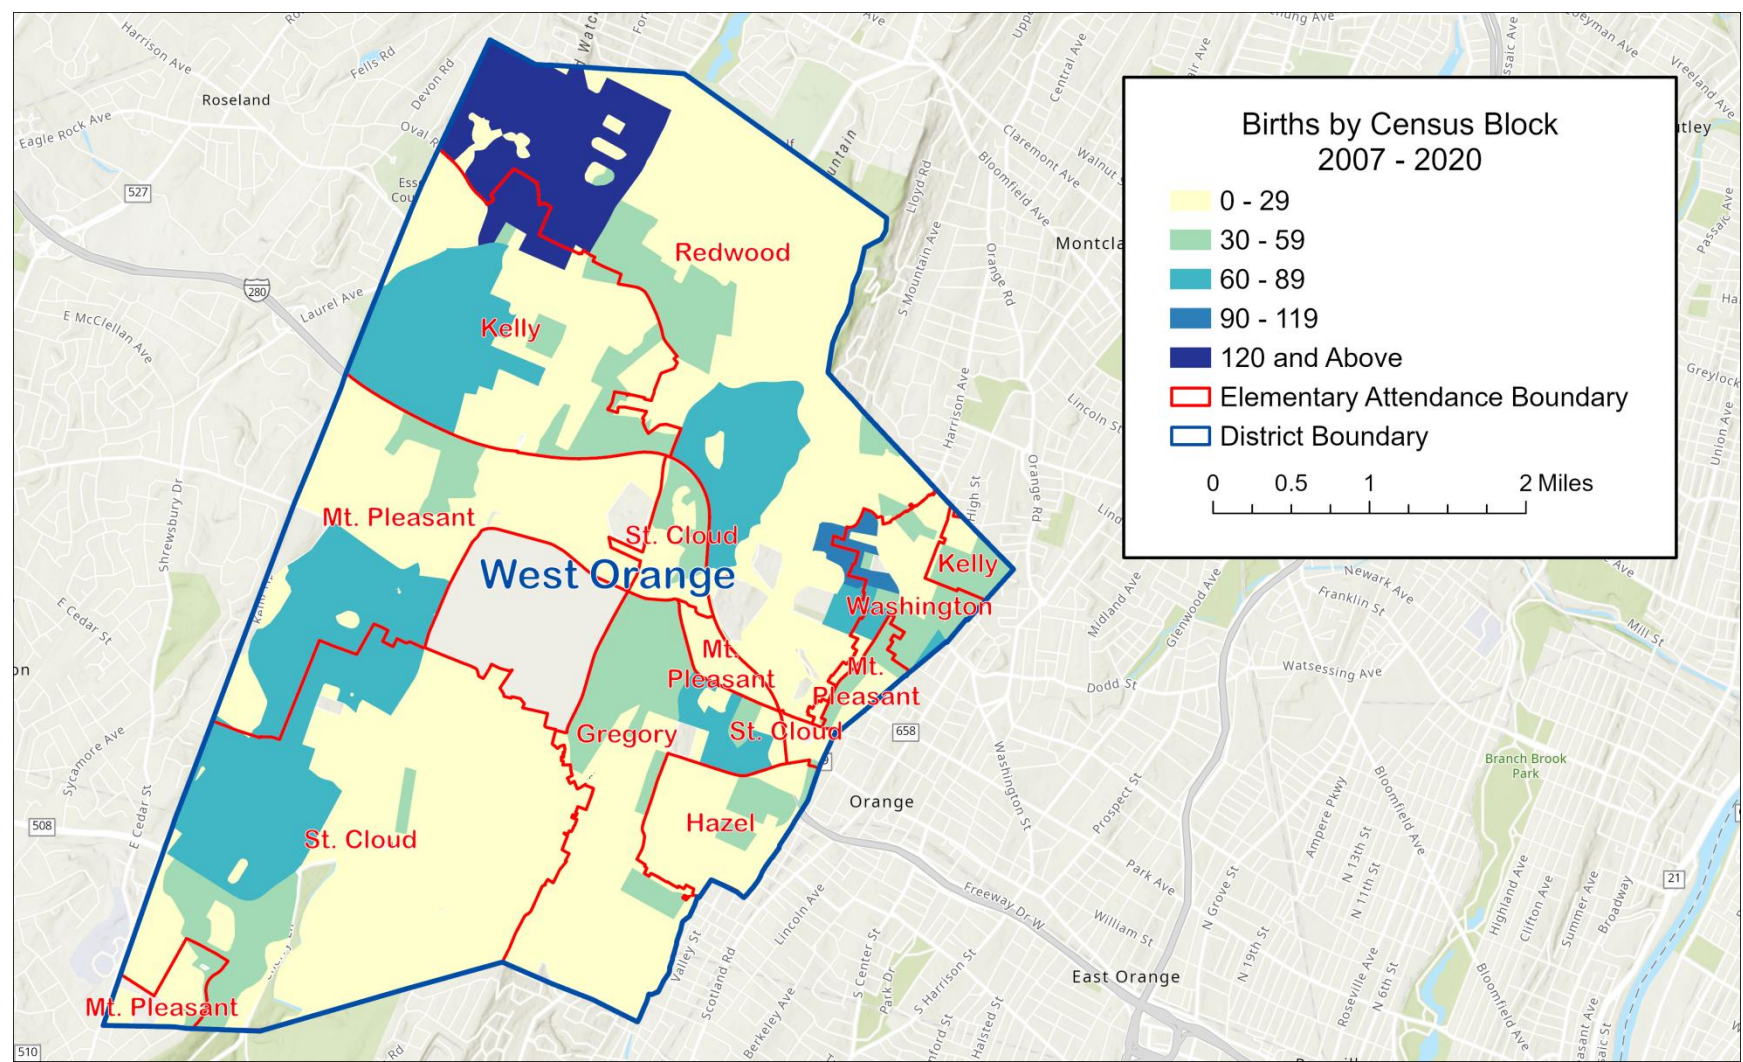 Births by Census Block
2007 - 2020
0 - 29
30 - 59
60 - 89
90 - 119
120 and Above
Elementary Attendance Boundary
District Boundary
0 0.5 1 2 Miles
Redwood
Kelly
Mt. Pleasant
St. Cloud
West Orange
Kelly
Washington
Mt.
Pleasant
Mt.
Pleasant
Gregory
St. Cloud
Hazel
St. Cloud
Mt. Pleasant
Harrison Ave
Fells Rd
Devon Rd
Roseland
Eagle Rock Ave
527
280
Laurel Ave
E McClellan Ave
Shrewsbury Dr
E Cedar St
Sycamore Ave
E Cedar St
508
510
Central Ave
Claremont Ave
Bloomfield Ave
Lloyd Rd
S Mountain Ave
Orange Rd
Harrison Ave
Lincoln St
Orange Rd
High St
Midland Ave
Glenwood Ave
Newark Ave
Franklin St
Mill St
Watsessing Ave
Dodd St
658
Washington St
Orange
Prospect St
Ampere Pkwy
Bloomfield Ave
N 13th St
N 11th St
Branch Brook
Park
Park Ave
N Grove St
William St
Freeway Dr W
N 19th St
East Orange
Highland Ave
Clifton Ave
Summer Ave
Broadway
21
Roseville Ave
N 6th St
Bloomfield Ave
Lincoln Ave
Valley St
Scotland Rd
Berkeley Ave
S Center St
Park Dr
S Harrison St
Halsted St
Vreeland Ave
Passaic Ave
Union Ave